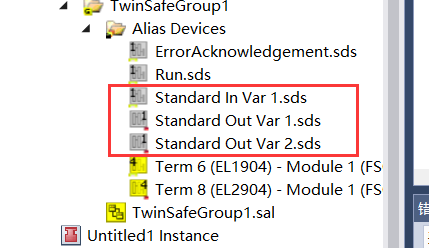 TwinSafeGroup1
Alias Devices
ErrorAcknowledgement.sds
Run.sds
Standard In Var 1.sds
Standard Out Var 1.sds
Standard Out Var 2.sds
Term 6 (EL1904) - Module 1 (FS
Term 8 (EL2904) - Module 1 (FS
TwinSafeGroup1.sal
Untitled1 Instance
错